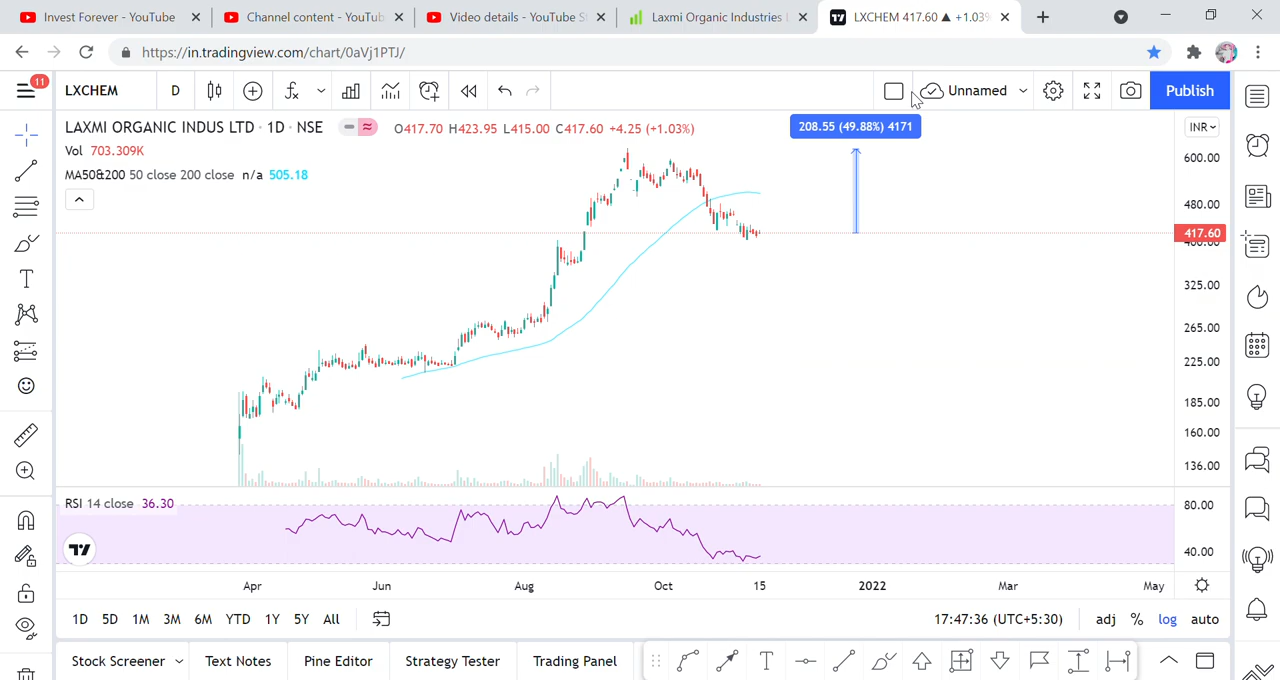 Invest Forever - YouTube
Channel content - YouTub
Video details - YouTube S
Laxmi Organic Industries
LXCHEM 417.60 ▲ +1.03%
https://in.tradingview.com/chart/0aVj1PTJ/
11
LXCHEM
D
Unnamed
Publish
LAXMI ORGANIC INDUS LTD · 1D · NSE
O417.70 H423.95 L415.00 C417.60 +4.25 (+1.03%)
208.55 (49.88%) 4171
INR
Vol 703.309K
MA50&200 50 close 200 close n/a 505.18
600.00
480.00
417.60
400.00
325.00
265.00
225.00
185.00
160.00
136.00
RSI 14 close 36.30
80.00
40.00
Apr Jun Aug Oct 15 2022 Mar May
1D 5D 1M 3M 6M YTD 1Y 5Y All
17:47:36 (UTC+5:30) adj % log auto
Stock Screener Text Notes Pine Editor Strategy Tester Trading Panel